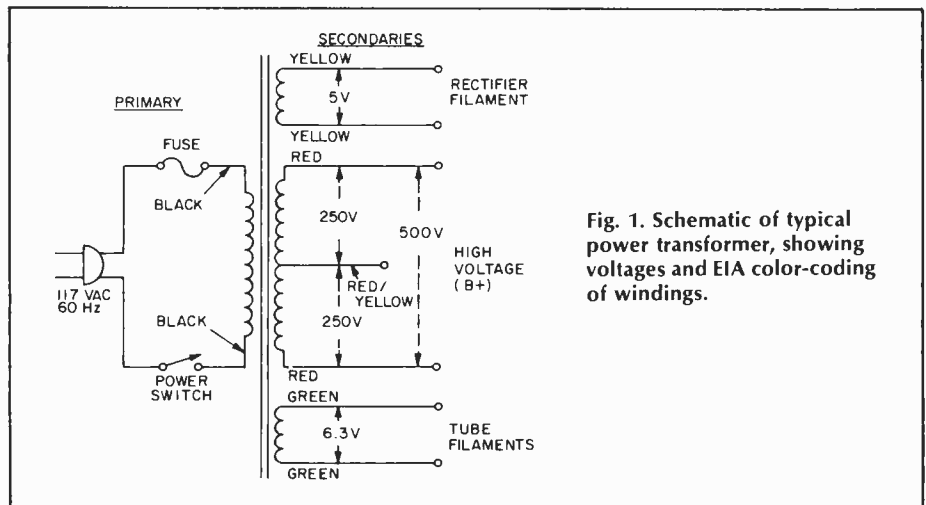 SECONDARIES
YELLOW
5V
RECTIFIER
FILAMENT
YELLOW
PRIMARY
FUSE
BLACK
117 VAC
60 Hz
BLACK
POWER
SWITCH
RED
250V
500V
HIGH
VOLTAGE
(B+)
RED/
YELLOW
250V
RED
GREEN
6.3V
TUBE
FILAMENTS
GREEN
Fig. 1. Schematic of typical
power transformer, showing
voltages and EIA color-coding
of windings.